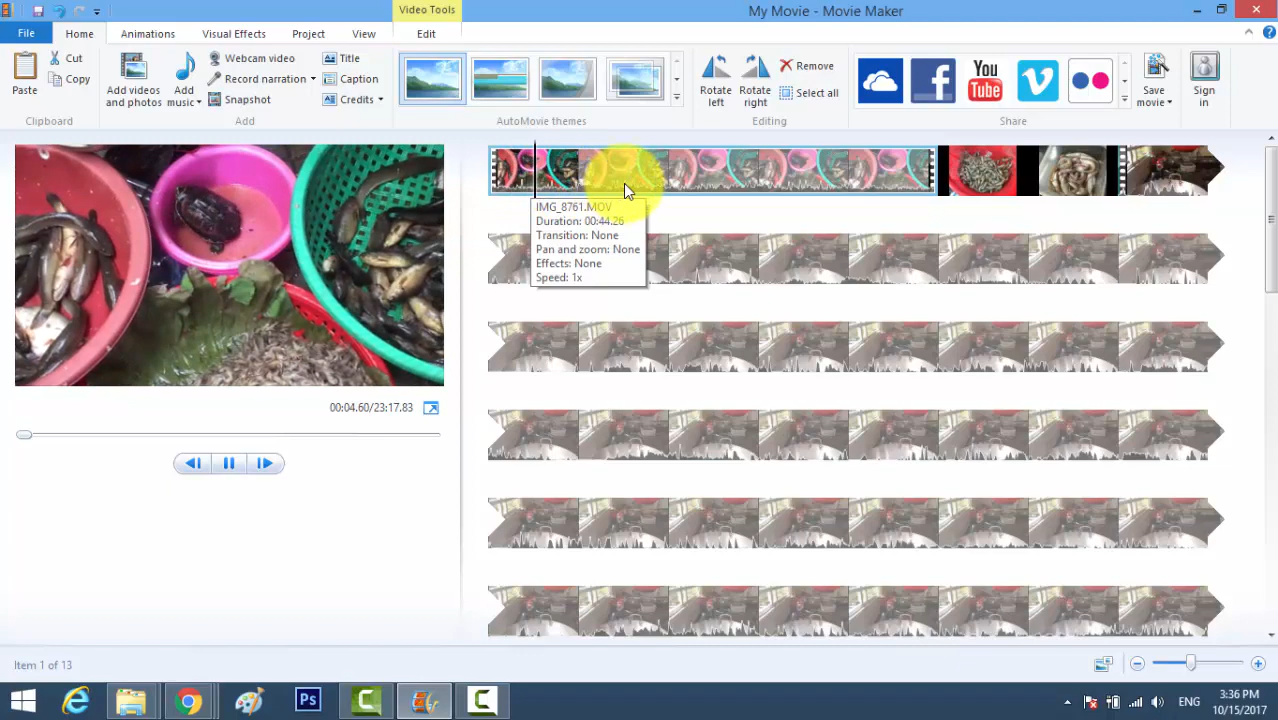 Video Tools
My Movie - Movie Maker
File
Home
Animations
Visual Effects
Project
View
Edit
Paste
Cut
Copy
Clipboard
Add videos
and photos
Add
music
Webcam video
Record narration
Snapshot
Title
Caption
Credits
Add
AutoMovie themes
Rotate
left
Rotate
right
Remove
Select all
Editing
You
Tube
Share
Save
movie
Sign
in
IMG_8761.MOV
Duration: 00:44.26
Transition: None
Pan and zoom: None
Effects: None
Speed: 1x
00:04.60/23:17.83
Item 1 of 13
Ps
ENG
3:36 PM
10/15/2017